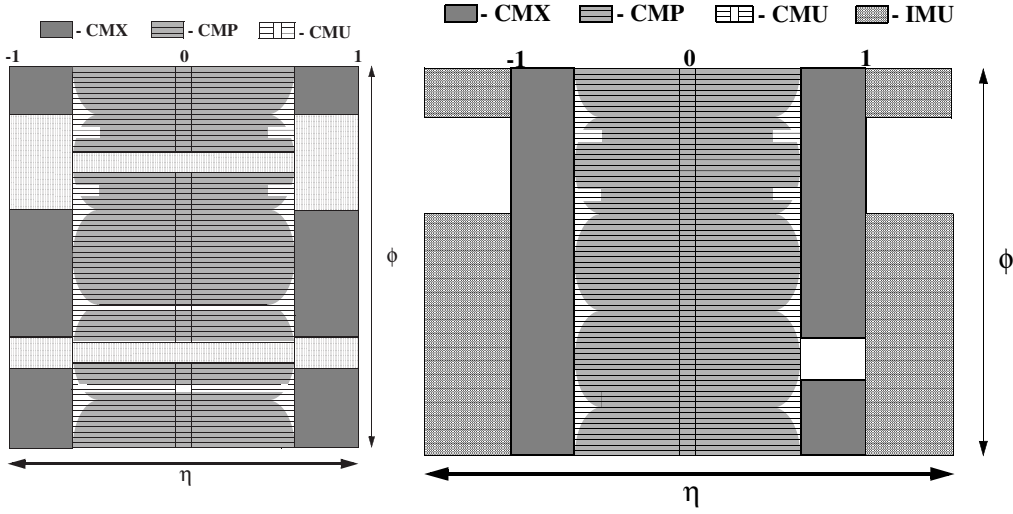 - CMX - CMP - CMU
-1 0 1
φ
η
- CMX - CMP - CMU - IMU
-1 0 1
φ
η